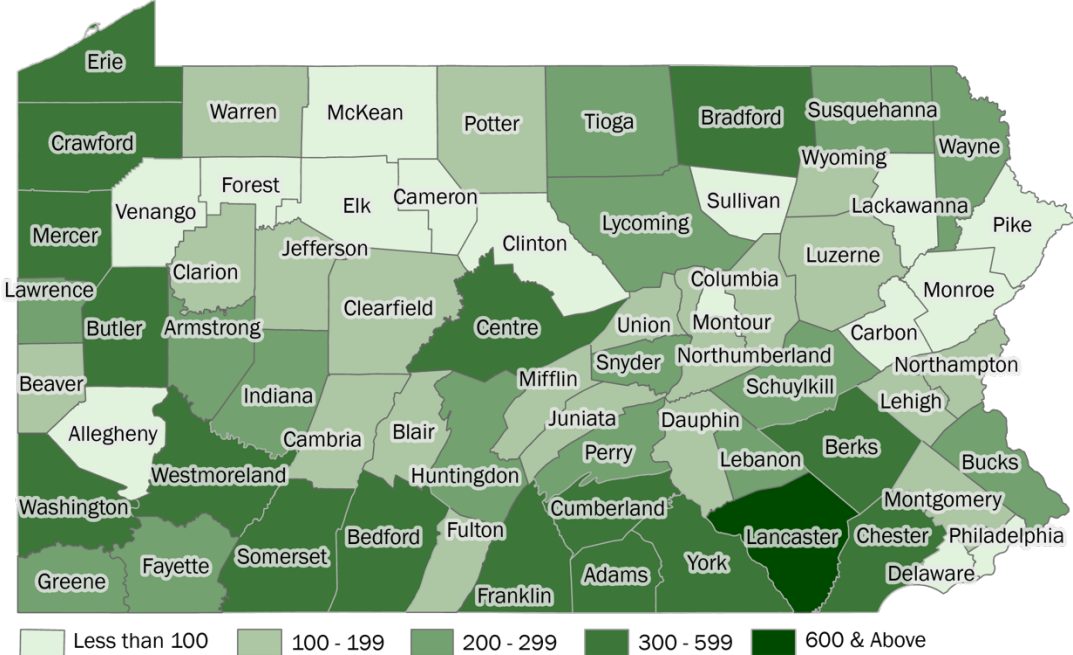 Erie
Warren
McKean
Potter
Tioga
Bradford
Susquehanna
Crawford
Wayne
Wyoming
Forest
Cameron
Sullivan
Lackawanna
Venango
Elk
Lycoming
Pike
Mercer
Clinton
Jefferson
Luzerne
Clarion
Columbia
Lawrence
Monroe
Clearfield
Butler
Armstrong
Centre
Union
Montour
Carbon
Snyder
Northumberland
Northampton
Beaver
Mifflin
Schuylkill
Indiana
Lehigh
Juniata
Dauphin
Allegheny
Cambria
Blair
Berks
Perry
Lebanon
Bucks
Westmoreland
Huntingdon
Montgomery
Washington
Cumberland
Fulton
Bedford
Lancaster
Chester
Philadelphia
Somerset
York
Fayette
Greene
Adams
Delaware
Franklin
Less than 100 100 - 199 200 - 299 300 - 599 600 & Above